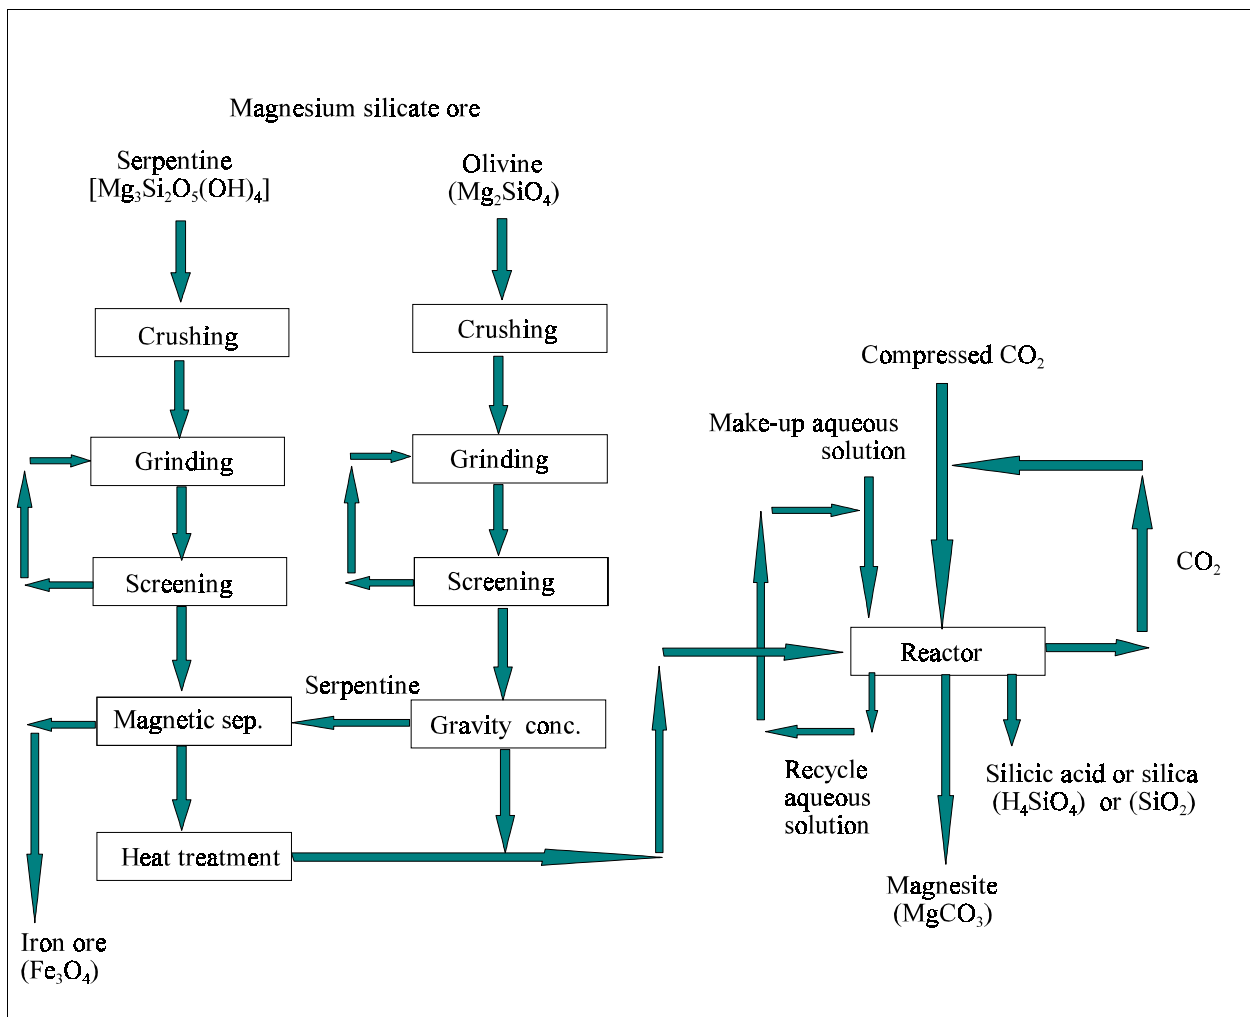 Magnesium silicate ore
Serpentine
[Mg₃Si₂O₅(OH)₄]
Olivine
(Mg₂SiO₄)
Crushing
Crushing
Grinding
Grinding
Screening
Screening
Magnetic sep.
Serpentine
Gravity conc.
Heat treatment
Iron ore
(Fe₃O₄)
Compressed CO₂
Make-up aqueous
solution
CO₂
Reactor
Recycle
aqueous
solution
Silicic acid or silica
(H₄SiO₄) or (SiO₂)
Magnesite
(MgCO₃)